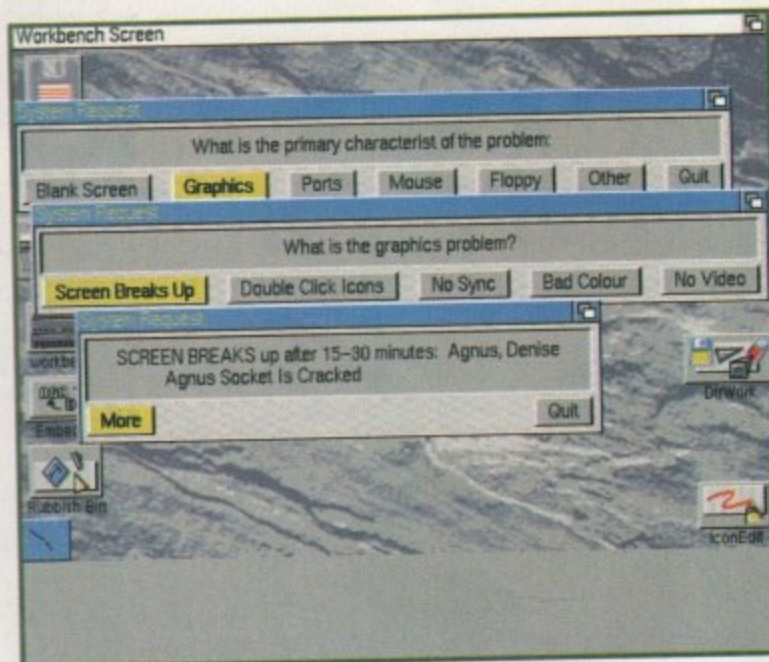 Workbench Screen
System Request
What is the primary characterist of the problem:
Blank Screen Graphics Ports Mouse Floppy Other Quit
System Request
What is the graphics problem?
Screen Breaks Up Double Click Icons No Sync Bad Colour No Video
System Request
SCREEN BREAKS up after 15-30 minutes: Agnus, Denise
Agnus Socket Is Cracked
More Quit
DirWork
Rubbish Bin
IconEdit